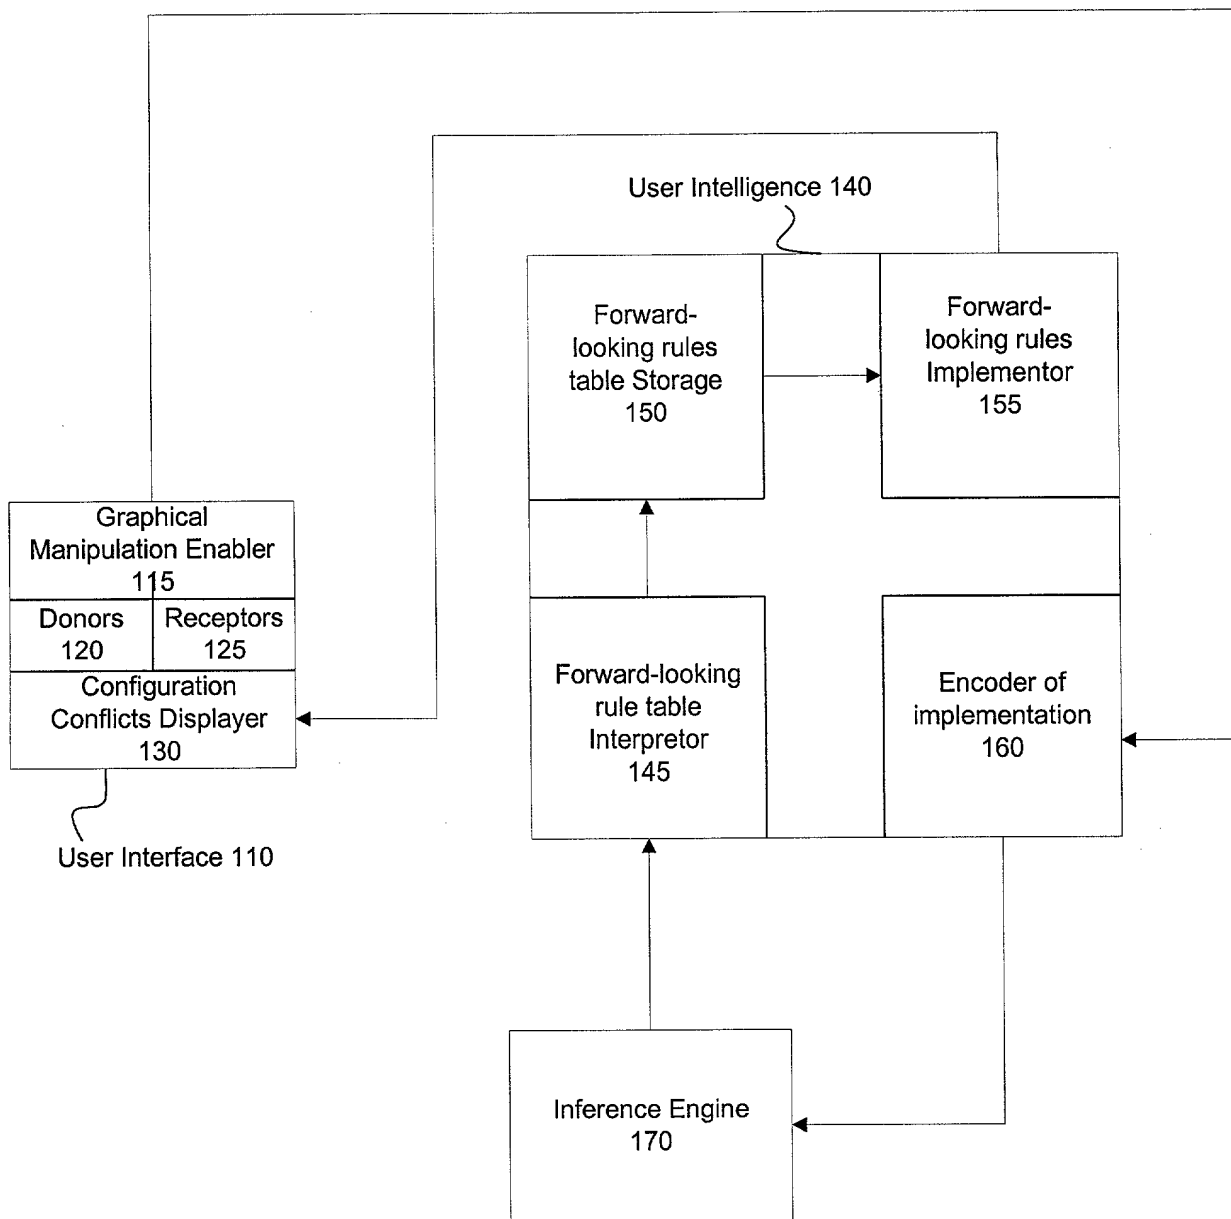 User Intelligence 140
Forward-
looking rules
table Storage
150
Forward-
looking rules
Implementor
155
Graphical
Manipulation Enabler
115
Donors
120
Receptors
125
Configuration
Conflicts Displayer
130
Forward-looking
rule table
Interpretor
145
Encoder of
implementation
160
User Interface 110
Inference Engine
170